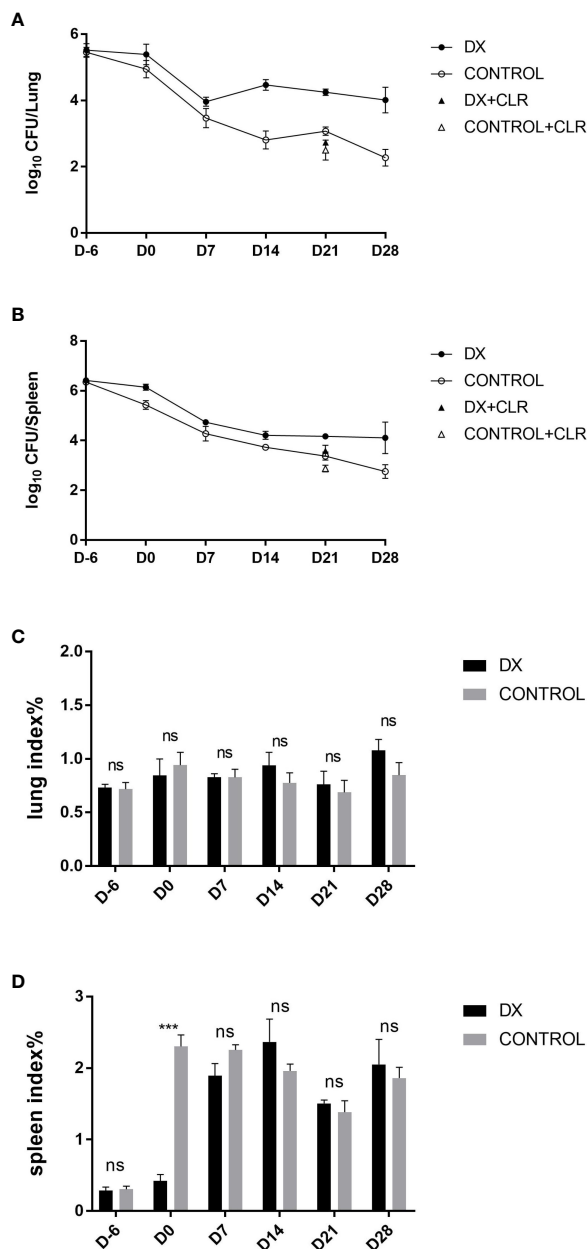 A
log10 CFU/Lung
6
4
2
0
D-6 D0 D7 D14 D21 D28
DX
CONTROL
DX+CLR
CONTROL+CLR
B
log10 CFU/Spleen
8
6
4
2
0
D-6 D0 D7 D14 D21 D28
DX
CONTROL
DX+CLR
CONTROL+CLR
C
lung index%
2.0
1.5
1.0
0.5
0.0
ns ns ns ns ns ns
D-6 D0 D7 D14 D21 D28
DX
CONTROL
D
spleen index%
3
2
1
0
ns *** ns ns ns ns
D-6 D0 D7 D14 D21 D28
DX
CONTROL